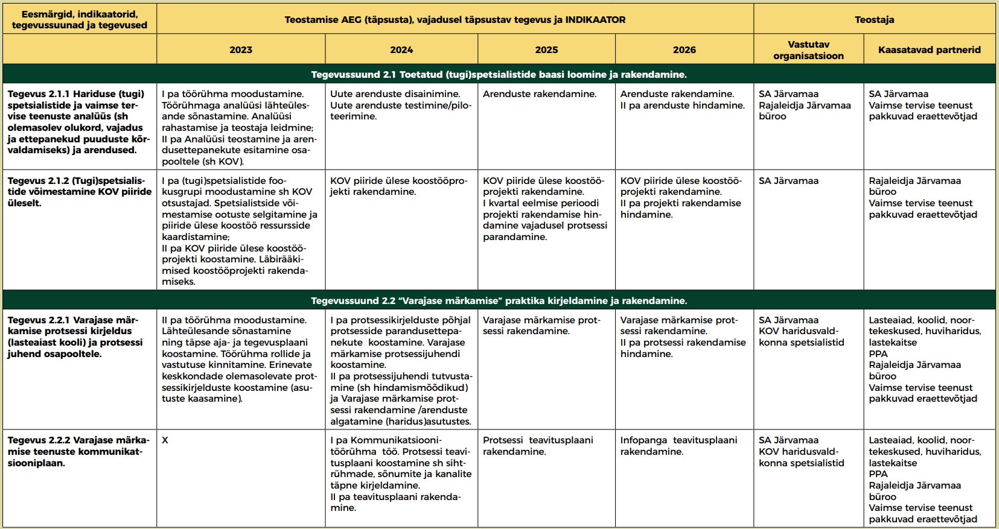 Eesmärgid, indikaatorid,
tegevussuunad ja tegevused
Teostamise AEG (täpsusta), vajadusel täpsustav tegevus ja INDIKAATOR
Teostaja
2023
2024
2025
2026
Vastutav
organisatsioon
Kaasatavad partnerid
Tegevussuund 2.1 Toetatud (tugi)spetsialistide baasi loomine ja rakendamine.
Tegevus 2.1.1 Hariduse (tugi)
spetsialistide ja vaimse ter-
vise teenuste analüüs (sh
olemasolev olukord, vajadus
ja ettepanekud puuduste kõr-
valdamiseks) ja arendused.
I pa töörühma moodustamine.
Töörühmaga analüüsi lähteüles-
ande sõnastamine. Analüüsi
rahastamise ja teostaja leidmine;
II pa Analüüsi teostamine ja aren-
dusettepanekute esitamine osa-
pooltele (sh KOV).
Uute arenduste disainimine.
Uute arenduste testimine/pilo-
teerimine.
Arenduste rakendamine.
Arenduste rakendamine.
II pa arenduste hindamine.
SA Järvamaa
Rajaleidja Järvamaa
büroo
SA Järvamaa
Vaimse tervise teenust
pakkuvad eraettevõtjad
Tegevus 2.1.2 (Tugi)spetsialis-
tide võimestamine KOV piiride
üleselt.
I pa (tugi)spetsialistide foo-
kusgrupi moodustamine sh KOV
otsustajad. Spetsialistside või-
mestamise ootuste selgitamine ja
piiride ülese koostöö ressursside
kaardistamine;
II pa KOV piiride ülese koostöö-
projekti koostamine. Läbirääki-
mised koostööprojekti rakenda-
miseks.
KOV piiride ülese koostööpro-
jekti rakendamine.
KOV piiride ülese koostöö-
projekti rakendamine.
I kvartal eelmise perioodi
projekti rakendamise hin-
damine vajadusel protsessi
parandamine.
KOV piiride ülese koostöö-
projekti rakendamine.
II pa projekti rakendamise
hindamine.
SA Järvamaa
Rajaleidja Järvamaa
büroo
Vaimse tervise teenust
pakkuvad eraettevõtjad
Tegevussuund 2.2 “Varajase märkamise” praktika kirjeldamine ja rakendamine.
Tegevus 2.2.1 Varajase mär-
kamise protsessi kirjeldus
(lasteaiast kooli) ja protsessi
juhend osapooltele.
II pa töörühma moodustamine.
Lähteülesande sõnastamine
ning täpse aja- ja tegevusplaani
koostamine. Töörühma rollide ja
vastutuse kinnitamine. Erinevate
keskkondade olemasolevate prot-
sessikirjelduste koostamine (asu-
tuste kaasamine).
I pa protsessikirjelduste põhjal
protsesside parandusettepa-
nekute koostamine. Varajase
märkamise protsessijuhendi
koostamine.
II pa protsessijuhendi tutvusta-
mine (sh hindamismõõdikud)
ja Varajase märkamise prot-
sessi rakendamine /arenduste
algatamine (haridus)asutustes.
Varajase märkamise prot-
sessi rakendamine.
Varajase märkamise prot-
sessi rakendamine.
II pa protsessi rakendamise
hindamine.
SA Järvamaa
KOV haridusvald-
konna spetsialistid
Lasteaiad, koolid, noor-
tekeskused, huviharidus,
lastekaitse
PPA
Rajaleidja Järvamaa
büroo
Vaimse tervise teenust
pakkuvad eraettevõtjad
Tegevus 2.2.2 Varajase märka-
mise teenuste kommunikat-
siooniplaan.
X
I pa Kommunikatsiooni-
töörühma töö. Protsessi teavi-
tusplaani koostamine sh siht-
rühmade, sõnumite ja kanalite
täpne kirjeldamine.
II pa teavitusplaani rakenda-
mine.
Protsessi teavitusplaani
rakendamine.
Infopanga teavitusplaani
rakendamine.
SA Järvamaa
KOV haridusvald-
konna spetsialistid
Lasteaiad, koolid, noor-
tekeskused, huviharidus,
lastekaitse
PPA
Rajaleidja Järvamaa
büroo
Vaimse tervise teenust
pakkuvad eraettevõtjad